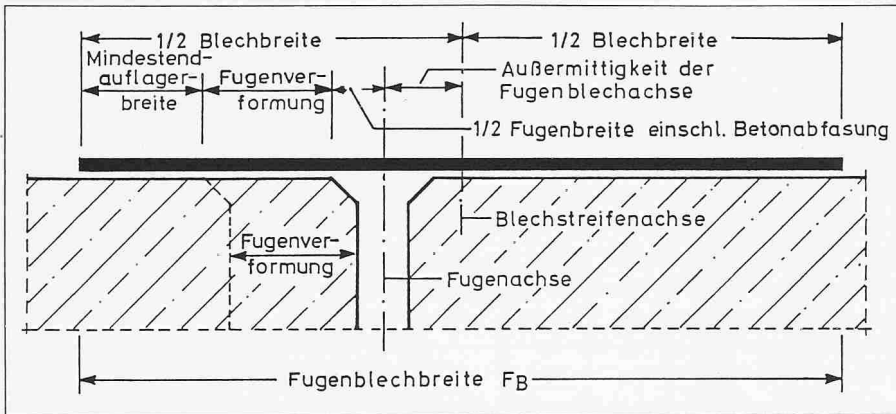 1/2 Blechbreite
1/2 Blechbreite
Mindestend-
auflager-
breite
Fugenver-
formung
Außermittigkeit der
Fugenblechachse
1/2 Fugenbreite einschl. Betonabfasung
Blechstreifenachse
Fugenver-
formung
Fugenachse
Fugenblechbreite FB